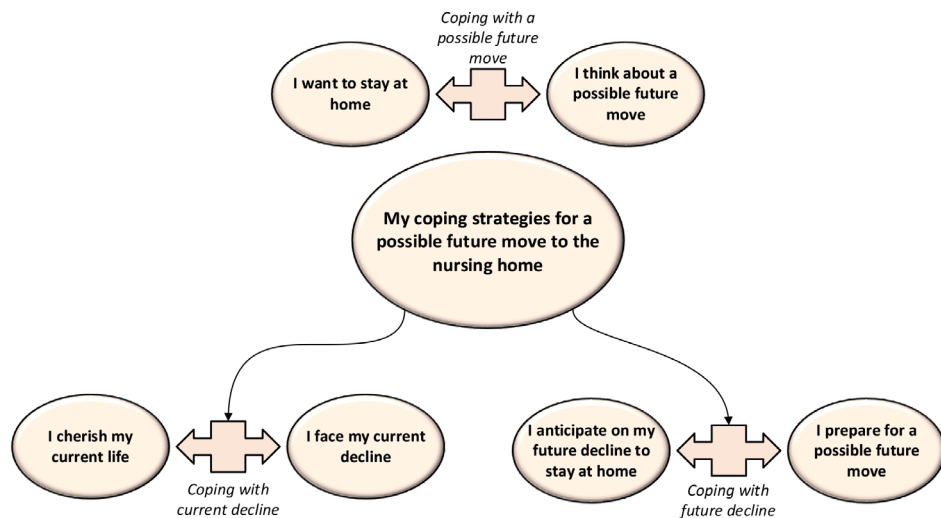 Coping with a
possible future
move
I want to stay at
home
I think about a
possible future
move
My coping strategies for a
possible future move to the
nursing home
I cherish my
current life
I face my current
decline
Coping with
current decline
I anticipate on my
future decline to
stay at home
I prepare for a
possible future
move
Coping with
future decline